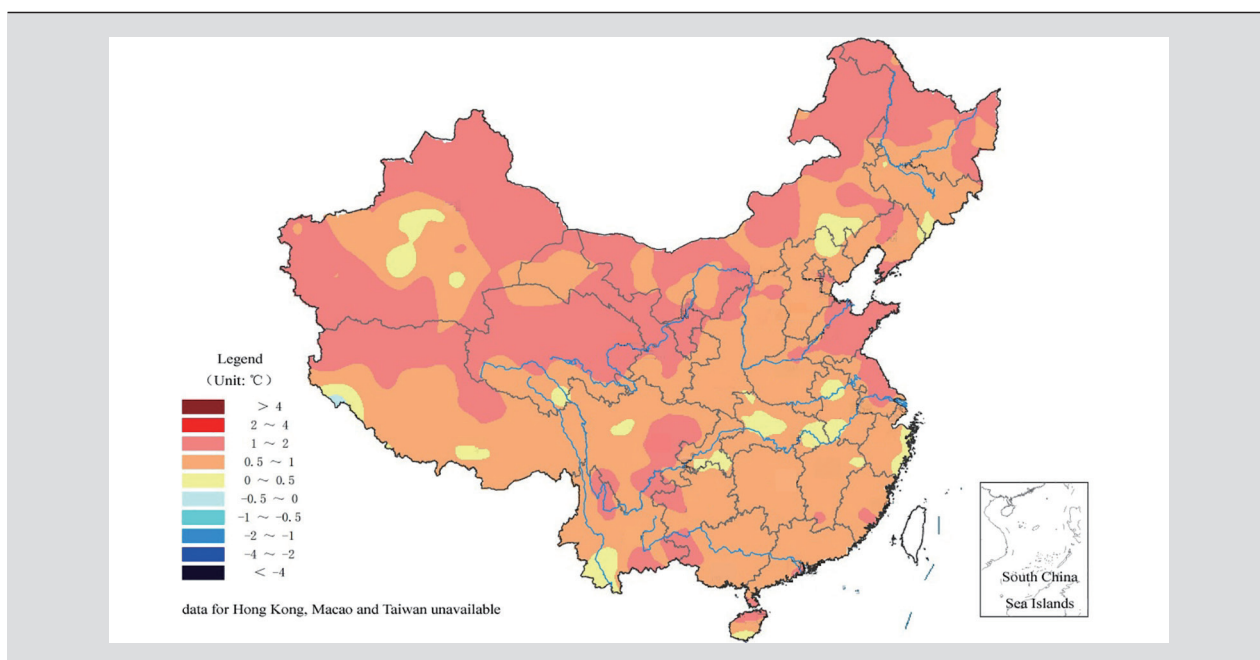 Legend
(Unit: ℃)
> 4
2 ~ 4
1 ~ 2
0.5 ~ 1
0 ~ 0.5
-0.5 ~ 0
-1 ~ -0.5
-2 ~ -1
-4 ~ -2
< -4
data for Hong Kong, Macao and Taiwan unavailable
South China
Sea Islands